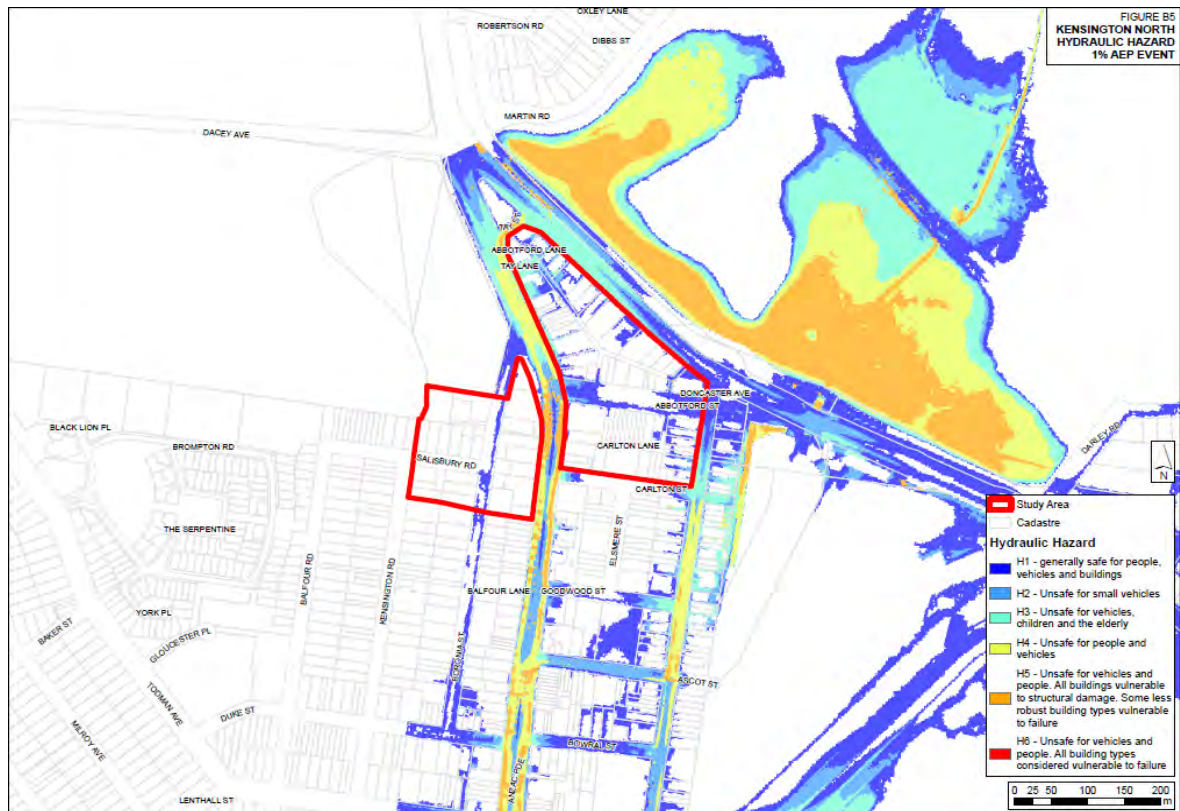 FIGURE B5
KENSINGTON NORTH
HYDRAULIC HAZARD
1% AEP EVENT
OXLEY LANE
ROBERTSON RD
DIBBS ST
MARTIN RD
DACEY AVE
TAY ST
ABBOTFORD LANE
TAY LANE
DONCASTER AVE
ABBOTFORD ST
BLACK LION PL
BROMPTON RD
CARLTON LANE
DARLEY RD
SALISBURY RD
CARLTON ST
N
THE SERPENTINE
ELSMERE ST
BALFOUR RD
KENSINGTON RD
BALFOUR LANE
GOODWOOD ST
YORK PL
BAKER ST
GLOUCESTER PL
BORONIA ST
ASCOT ST
TODMAN AVE
DUKE ST
MILROY AVE
BOWRAL ST
ANZAC PDE
LENTHALL ST
Study Area
Cadastre
Hydraulic Hazard
H1 - generally safe for people,
vehicles and buildings
H2 - Unsafe for small vehicles
H3 - Unsafe for vehicles,
children and the elderly
H4 - Unsafe for people and
vehicles
H5 - Unsafe for vehicles and
people. All buildings vulnerable
to structural damage. Some less
robust building types vulnerable
to failure
H6 - Unsafe for vehicles and
people. All building types
considered vulnerable to failure
0 25 50 100 150 200
m